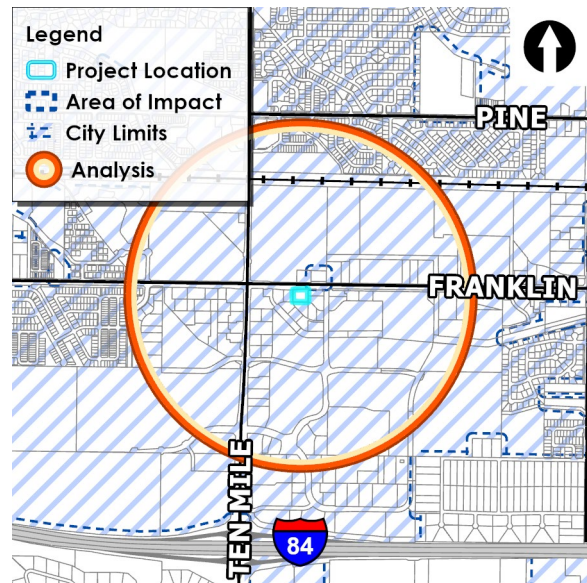 Legend
Project Location
Area of Impact
City Limits
Analysis
PINE
FRANKLIN
TEN MILE
84